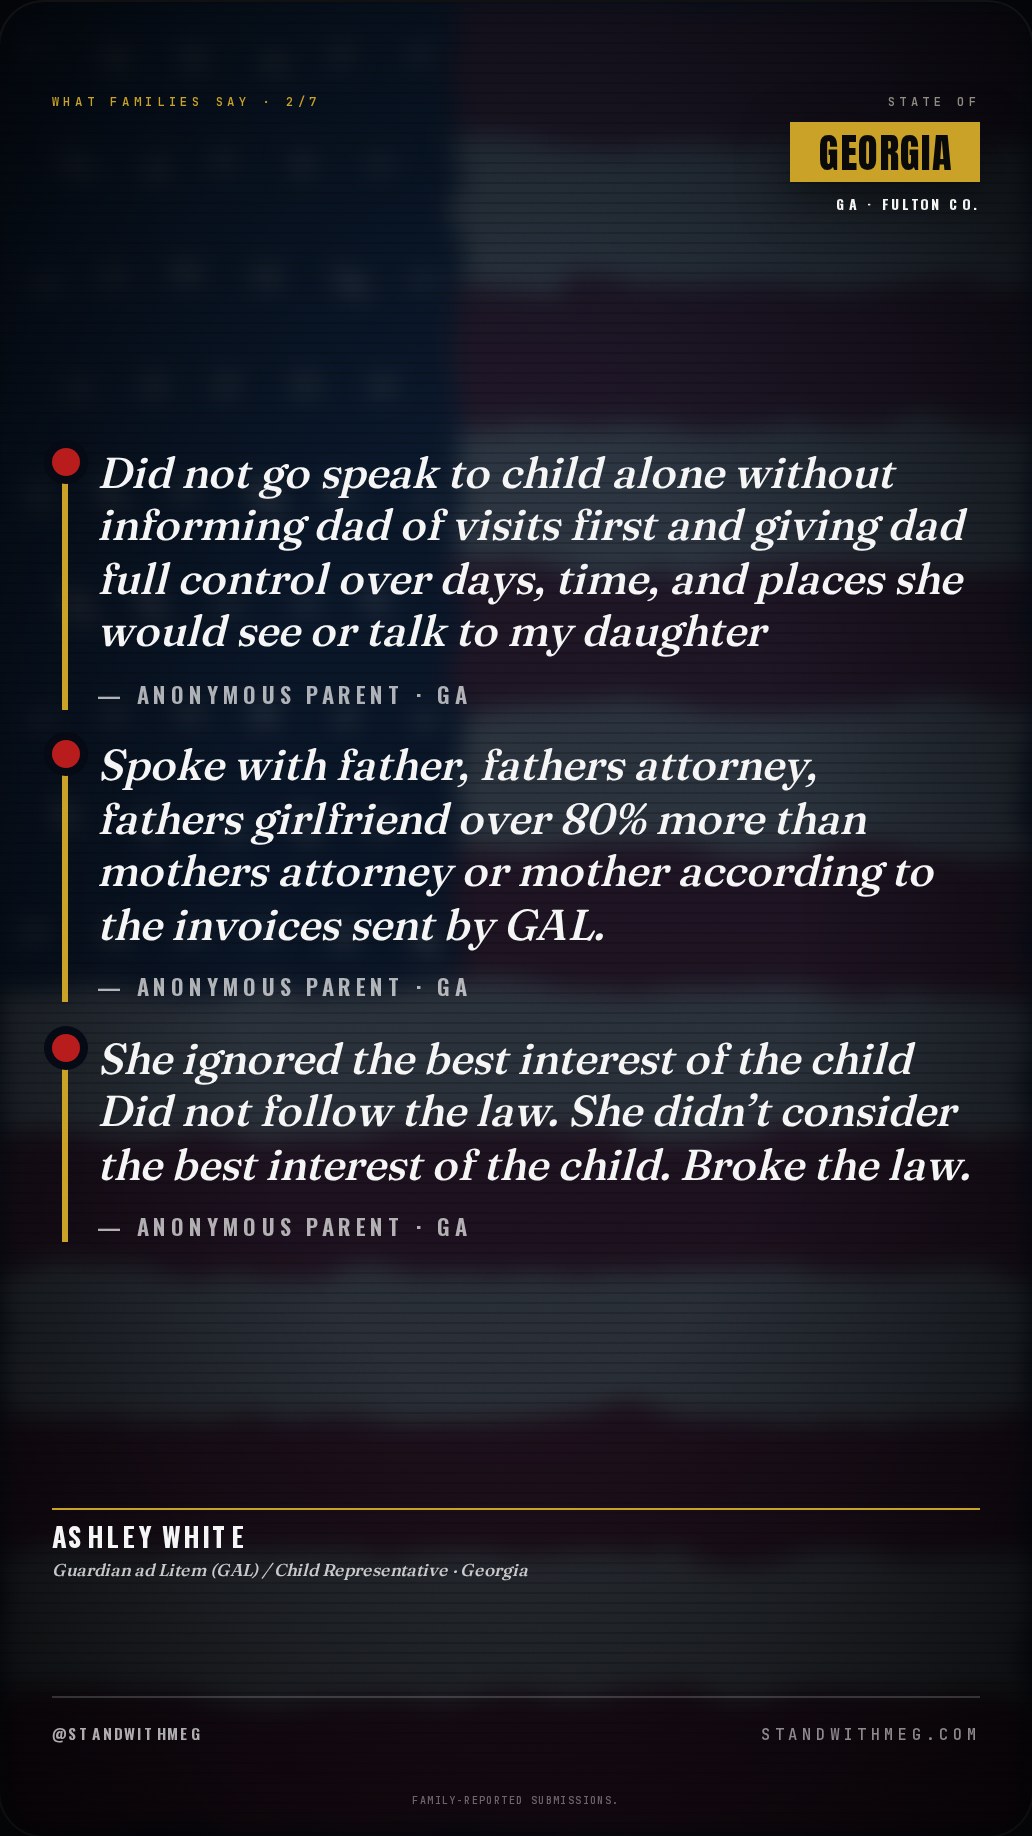 WHAT FAMILIES SAY · 2/7
STATE OF
GEORGIA
GA · FULTON CO.
Did not go speak to child alone without
informing dad of visits first and giving dad
full control over days, time, and places she
would see or talk to my daughter
— ANONYMOUS PARENT · GA
Spoke with father, fathers attorney,
fathers girlfriend over 80% more than
mothers attorney or mother according to
the invoices sent by GAL.
— ANONYMOUS PARENT · GA
She ignored the best interest of the child
Did not follow the law. She didn’t consider
the best interest of the child. Broke the law.
— ANONYMOUS PARENT · GA
ASHLEY WHITE
Guardian ad Litem (GAL) / Child Representative · Georgia
@STANDWITHMEG
STANDWITHMEG.COM
FAMILY-REPORTED SUBMISSIONS.